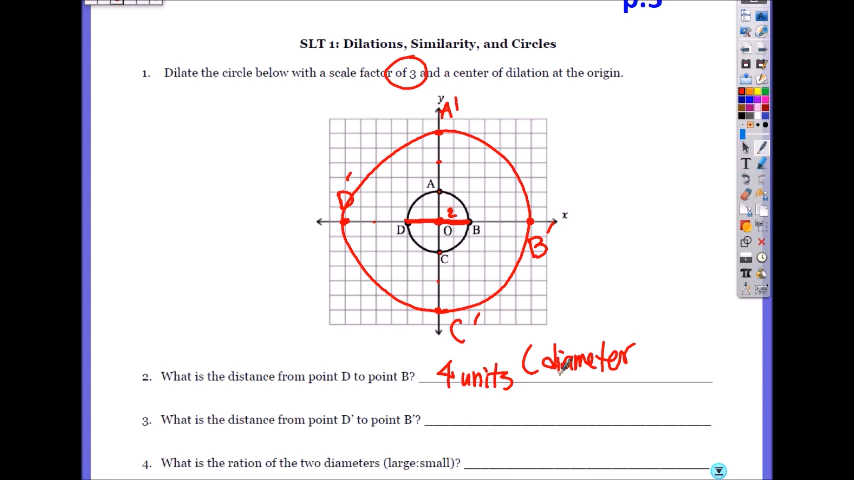 p.5
SLT 1: Dilations, Similarity, and Circles
1. Dilate the circle below with a scale factor of 3 and a center of dilation at the origin.
y
A'
D'
A
2
x
D
O
B
B'
C
C'
2. What is the distance from point D to point B? 4 units (diameter
3. What is the distance from point D' to point B'?
4. What is the ration of the two diameters (large:small)?